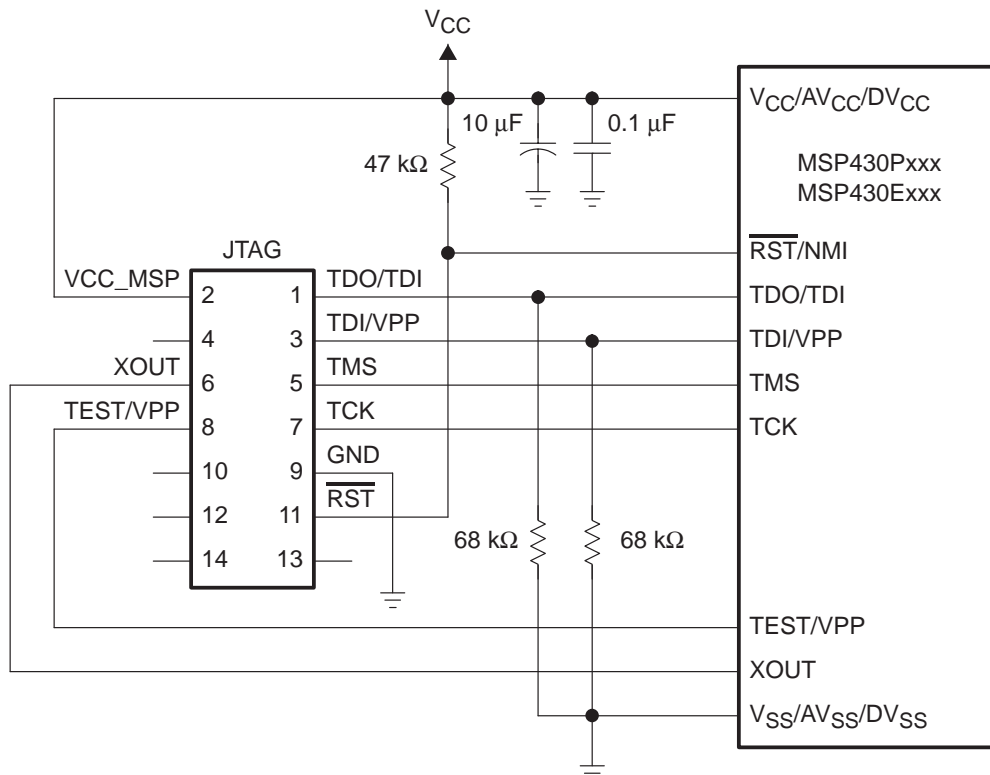 VCC
VCC/AVCC/DVCC
10 μF
0.1 μF
47 kΩ
MSP430Pxxx
MSP430Exxx
RST/NMI
JTAG
VCC_MSP
2
1
TDO/TDI
TDO/TDI
4
3
TDI/VPP
TDI/VPP
XOUT
6
5
TMS
TMS
TEST/VPP
8
7
TCK
TCK
10
9
GND
12
11
RST
14
13
68 kΩ
68 kΩ
TEST/VPP
XOUT
VSS/AVSS/DVSS